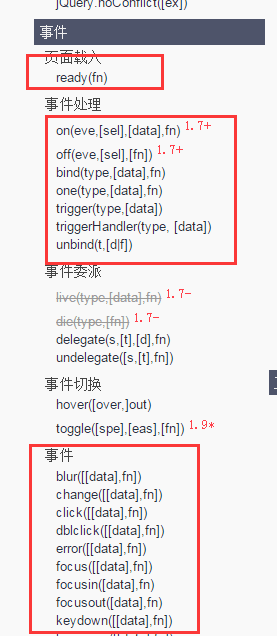 jQuery.noConflict([ex])
事件
页面载入
ready(fn)
事件处理
on(eve,[sel],[data],fn) 1.7+
off(eve,[sel],[fn]) 1.7+
bind(type,[data],fn)
one(type,[data],fn)
trigger(type,[data])
triggerHandler(type, [data])
unbind(t,[d|f])
事件委派
live(type,[data],fn) 1.7-
die(type,[fn]) 1.7-
delegate(s,[t],[d],fn)
undelegate([s,[t],fn])
事件切换
hover([over,]out)
toggle([spe],[eas],[fn]) 1.9*
事件
blur([[data],fn])
change([[data],fn])
click([[data],fn])
dblclick([[data],fn])
error([[data],fn])
focus([[data],fn])
focusin([data],fn)
focusout([data],fn)
keydown([[data],fn])